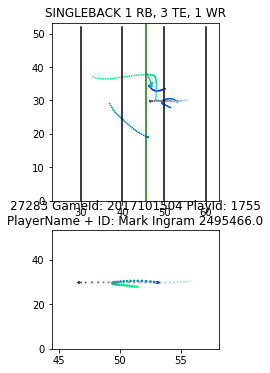 SINGLEBACK 1 RB, 3 TE, 1 WR
50
40
30
20
10
0
30 40 50 60
27283 GameId: 2017101504 PlayId: 1755
PlayerName + ID: Mark Ingram 2495466.0
40
20
0
45 50 55